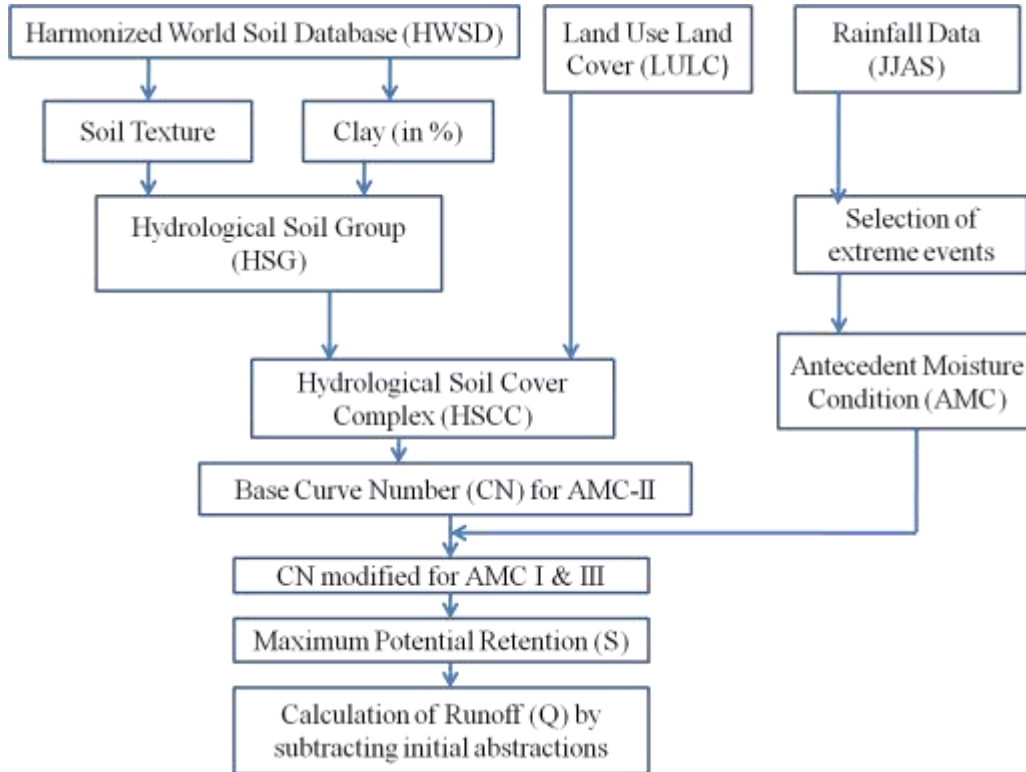 Harmonized World Soil Database (HWSD)
Land Use Land
Cover (LULC)
Rainfall Data
(JJAS)
Soil Texture
Clay (in %)
Hydrological Soil Group
(HSG)
Selection of
extreme events
Hydrological Soil Cover
Complex (HSCC)
Antecedent Moisture
Condition (AMC)
Base Curve Number (CN) for AMC-II
CN modified for AMC I & III
Maximum Potential Retention (S)
Calculation of Runoff (Q) by
subtracting initial abstractions